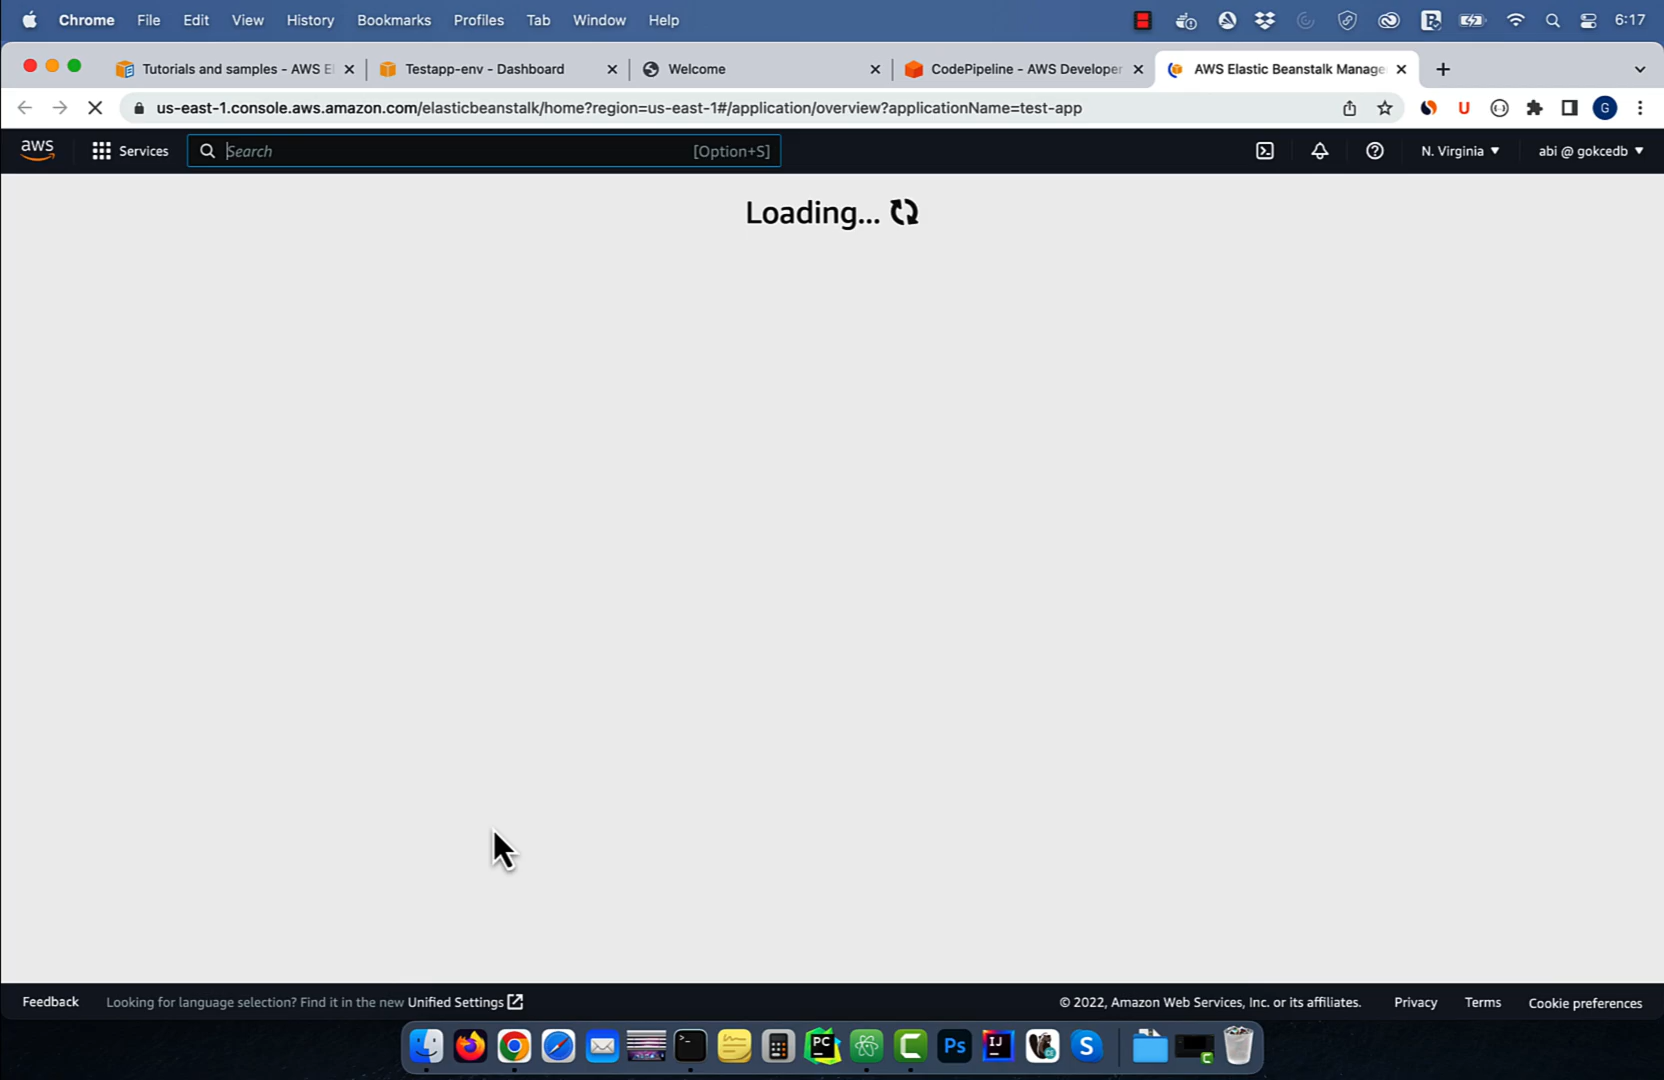 Chrome File Edit View History Bookmarks Profiles Tab Window Help 6:17
Tutorials and samples - AWS El Testapp-env - Dashboard Welcome CodePipeline - AWS Developer AWS Elastic Beanstalk Manage
us-east-1.console.aws.amazon.com/elasticbeanstalk/home?region=us-east-1#/application/overview?applicationName=test-app U G
aws Services Search [Option+S] N. Virginia abi @ gokcedb
Loading...
Feedback Looking for language selection? Find it in the new Unified Settings © 2022, Amazon Web Services, Inc. or its affiliates. Privacy Terms Cookie preferences
>_ PC C Ps IJ S